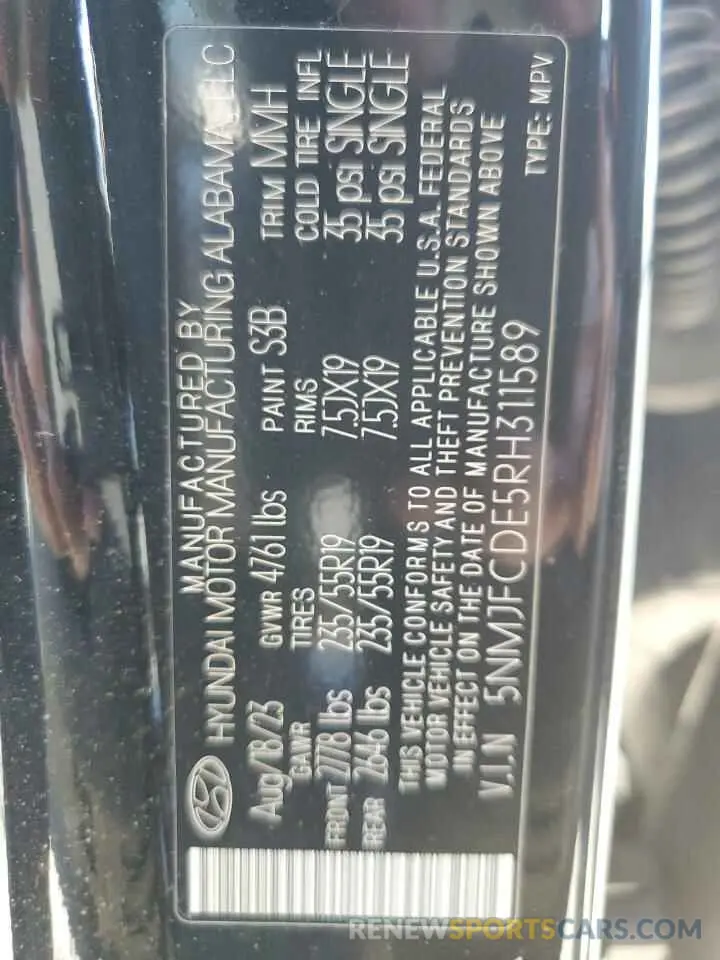 MANUFACTURED BY
HYUNDAI MOTOR MANUFACTURING ALABAMA, LLC
Aug/18/23 GVWR 4761 lbs PAINT S3B TRIM MMH
GAWR TIRES RIMS COLD TIRE INFL
FRONT 2778 lbs 235/55R19 7.5JX19 35 psi SINGLE
REAR 2646 lbs 235/55R19 7.5JX19 35 psi SINGLE
THIS VEHICLE CONFORMS TO ALL APPLICABLE U.S.A. FEDERAL
MOTOR VEHICLE SAFETY AND THEFT PREVENTION STANDARDS
IN EFFECT ON THE DATE OF MANUFACTURE SHOWN ABOVE
V.I.N 5NMJFCDE5RH311589 TYPE: MPV
RENEWSPORTSCARS.COM